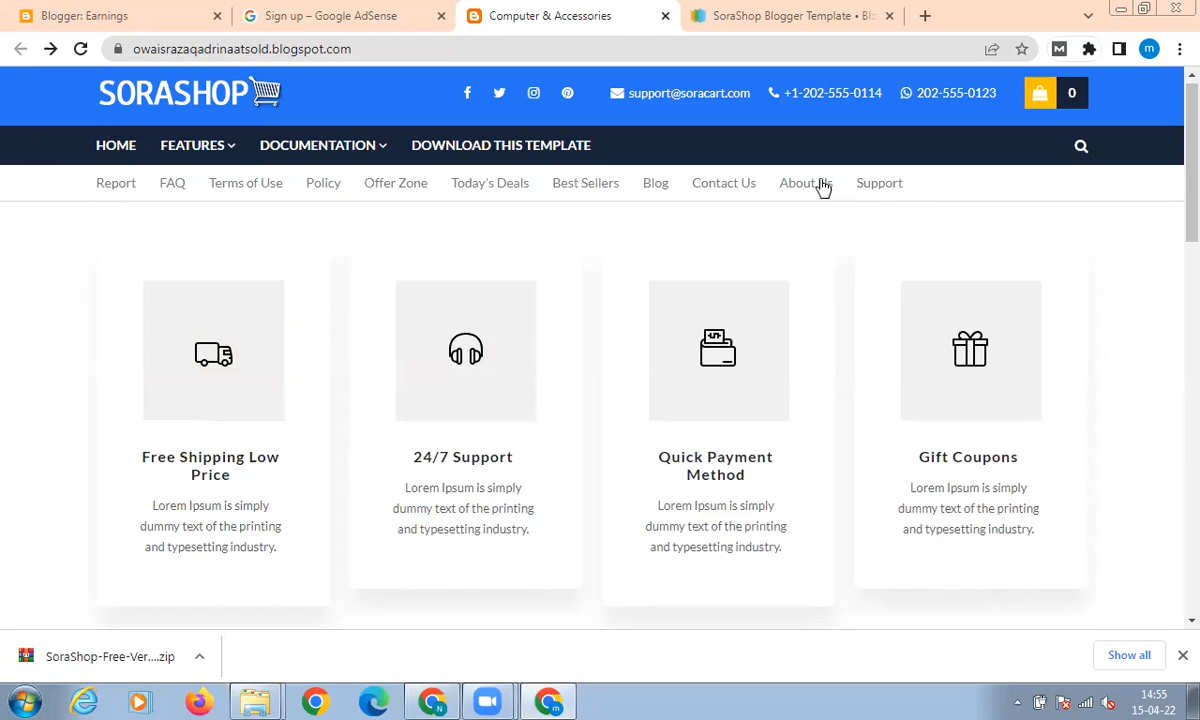 Blogger: Earnings
Sign up – Google AdSense
Computer & Accessories
SoraShop Blogger Template • Blo
owaisrazaqadrinaatsold.blogspot.com
M
m
SORASHOP
support@soracart.com
+1-202-555-0114
202-555-0123
0
HOME
FEATURES
DOCUMENTATION
DOWNLOAD THIS TEMPLATE
Report
FAQ
Terms of Use
Policy
Offer Zone
Today's Deals
Best Sellers
Blog
Contact Us
About Us
Support
Free Shipping Low
Price
Lorem Ipsum is simply
dummy text of the printing
and typesetting industry.
24/7 Support
Lorem Ipsum is simply
dummy text of the printing
and typesetting industry.
Quick Payment
Method
Lorem Ipsum is simply
dummy text of the printing
and typesetting industry.
Gift Coupons
Lorem Ipsum is simply
dummy text of the printing
and typesetting industry.
SoraShop-Free-Ver....zip
Show all
N
m
14:55
15-04-22